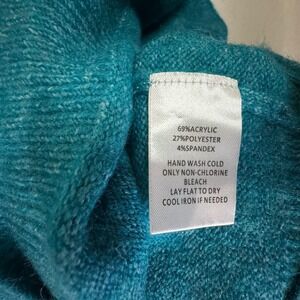 69%ACRYLIC
27%POLYESTER
4%SPANDEX
HAND WASH COLD
ONLY NON-CHLORINE
BLEACH
LAY FLAT TO DRY
COOL IRON IF NEEDED